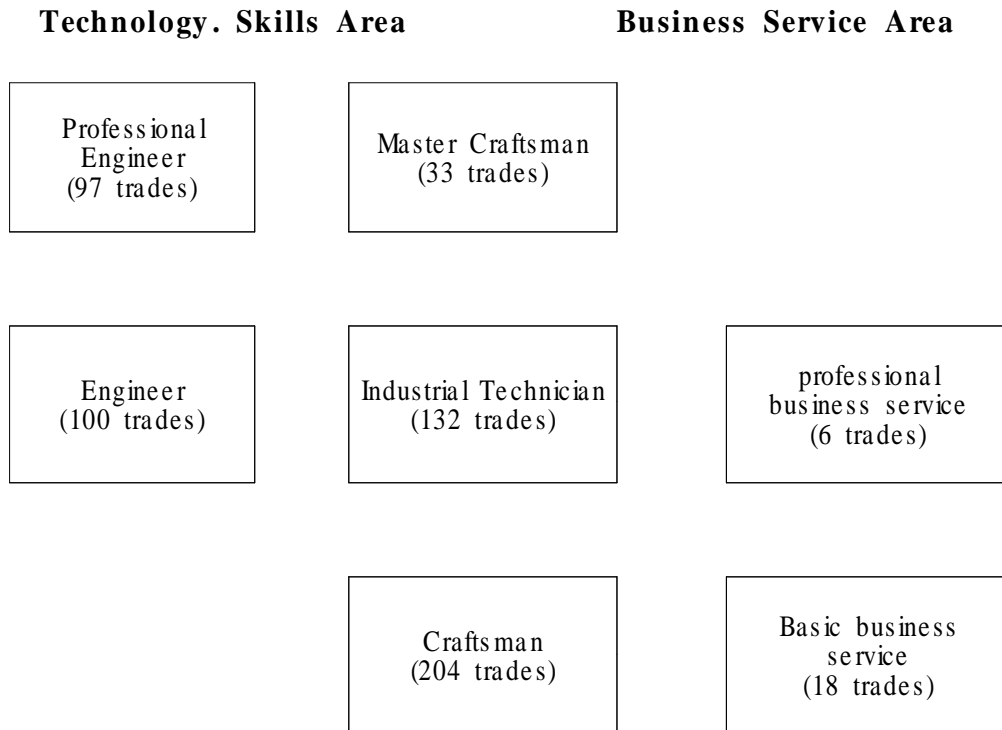 Technology. Skills Area
Business Service Area
Professional
Engineer
(97 trades)
Master Craftsman
(33 trades)
Engineer
(100 trades)
Industrial Technician
(132 trades)
professional
business service
(6 trades)
Craftsman
(204 trades)
Basic business
service
(18 trades)